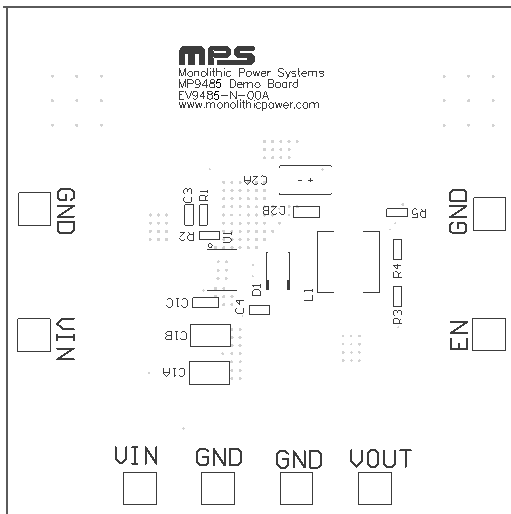 MPS
Monolithic Power Systems
MP9485 Demo Board
EV9485-N-00A
www.monolithicpower.com
C2A
C3
R1
C2B
R5
GND
GND
R2
U1
R4
D1
L1
C1C
C4
R3
C1B
VIN
EN
C1A
VIN
GND
GND
VOUT